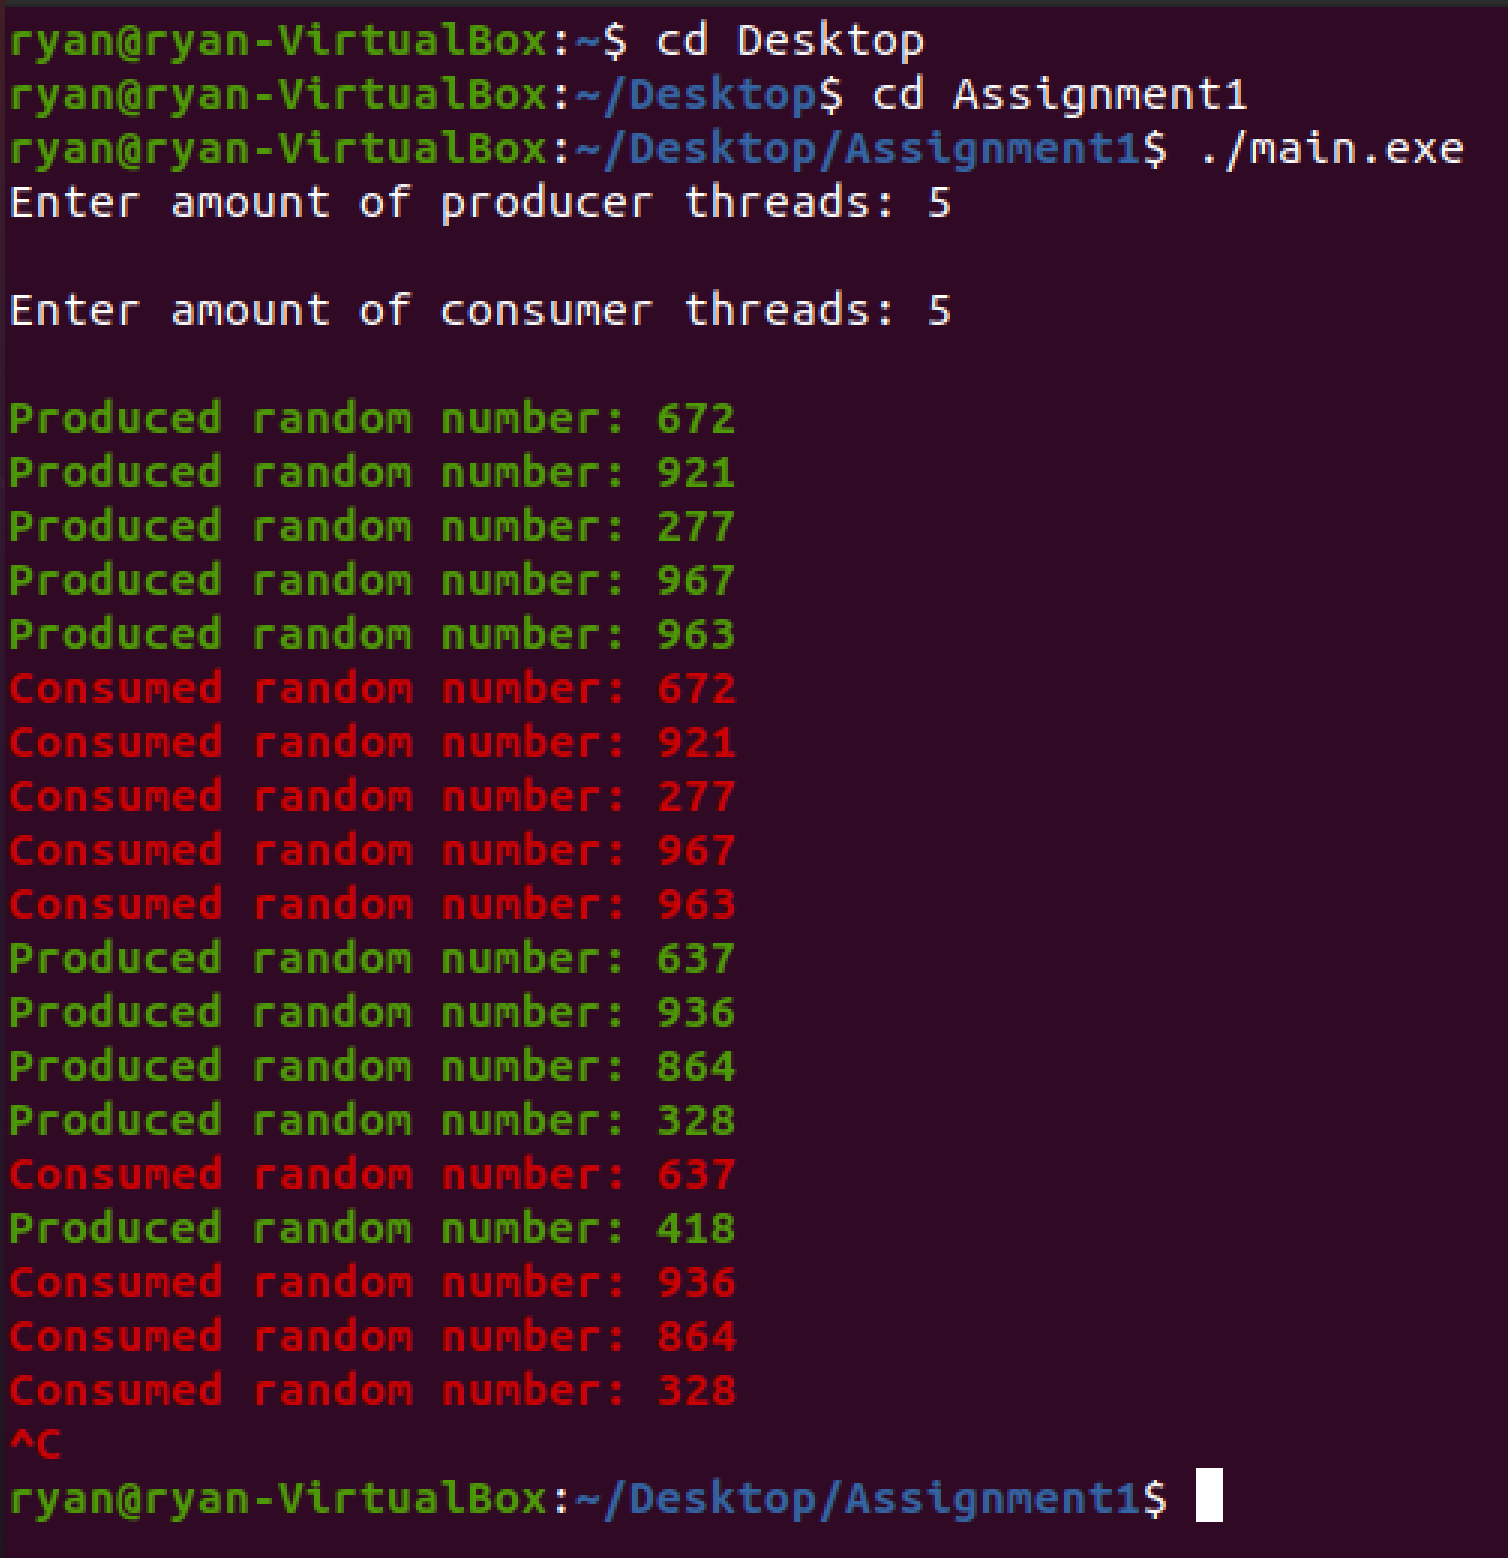 ryan@ryan-VirtualBox:~$ cd Desktop
ryan@ryan-VirtualBox:~/Desktop$ cd Assignment1
ryan@ryan-VirtualBox:~/Desktop/Assignment1$ ./main.exe
Enter amount of producer threads: 5
Enter amount of consumer threads: 5
Produced random number: 672
Produced random number: 921
Produced random number: 277
Produced random number: 967
Produced random number: 963
Consumed random number: 672
Consumed random number: 921
Consumed random number: 277
Consumed random number: 967
Consumed random number: 963
Produced random number: 637
Produced random number: 936
Produced random number: 864
Produced random number: 328
Consumed random number: 637
Produced random number: 418
Consumed random number: 936
Consumed random number: 864
Consumed random number: 328
^C
ryan@ryan-VirtualBox:~/Desktop/Assignment1$